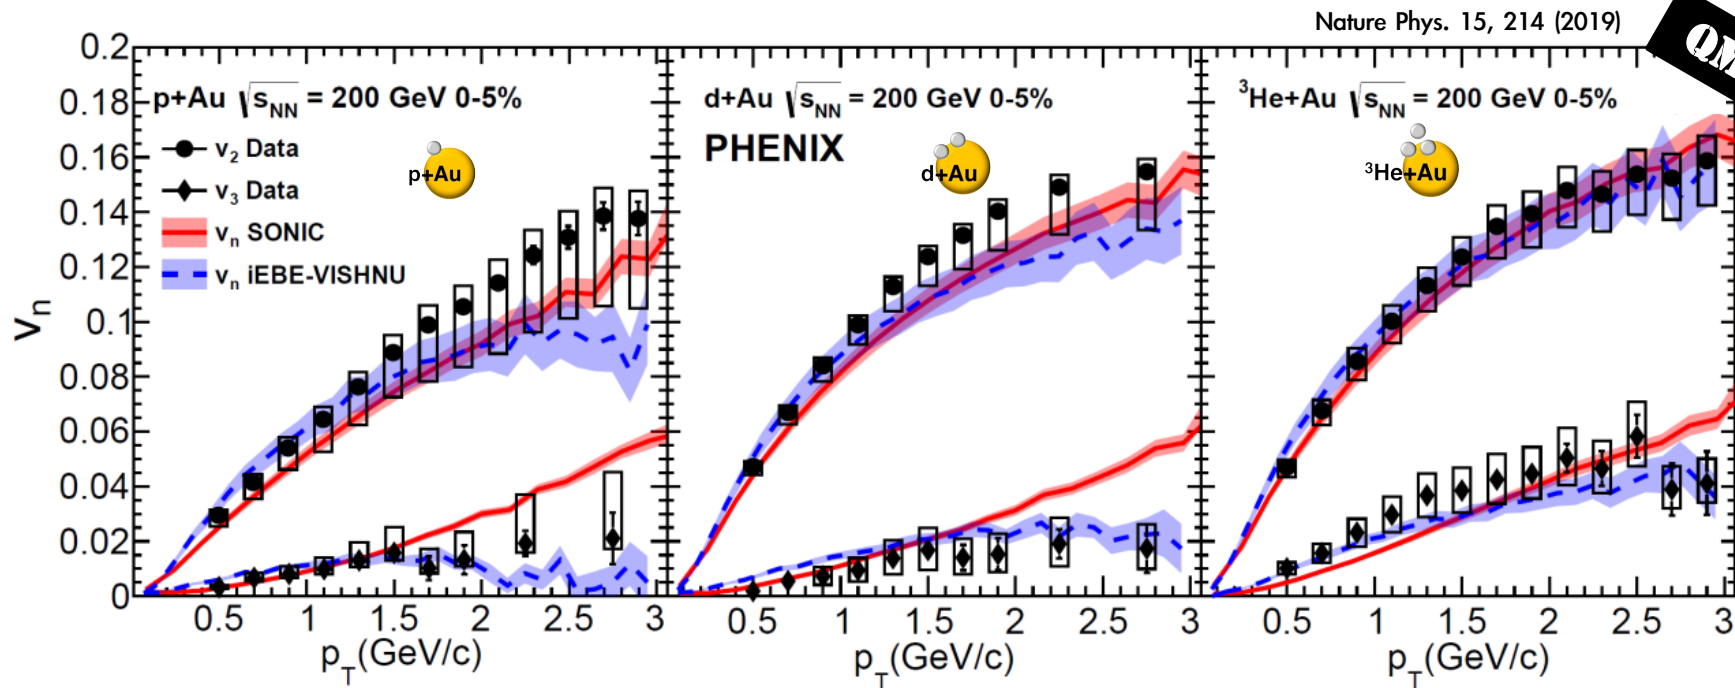 Nature Phys. 15, 214 (2019)
QM
p+Au √sNN = 200 GeV 0-5%
v2 Data
v3 Data
vn SONIC
vn iEBE-VISHNU
p+Au
d+Au √sNN = 200 GeV 0-5%
PHENIX
d+Au
3He+Au √sNN = 200 GeV 0-5%
3He+Au
vn
0.2
0.18
0.16
0.14
0.12
0.1
0.08
0.06
0.04
0.02
0
0.5 1 1.5 2 2.5 3
0.5 1 1.5 2 2.5 3
0.5 1 1.5 2 2.5 3
pT(GeV/c)
pT(GeV/c)
pT(GeV/c)